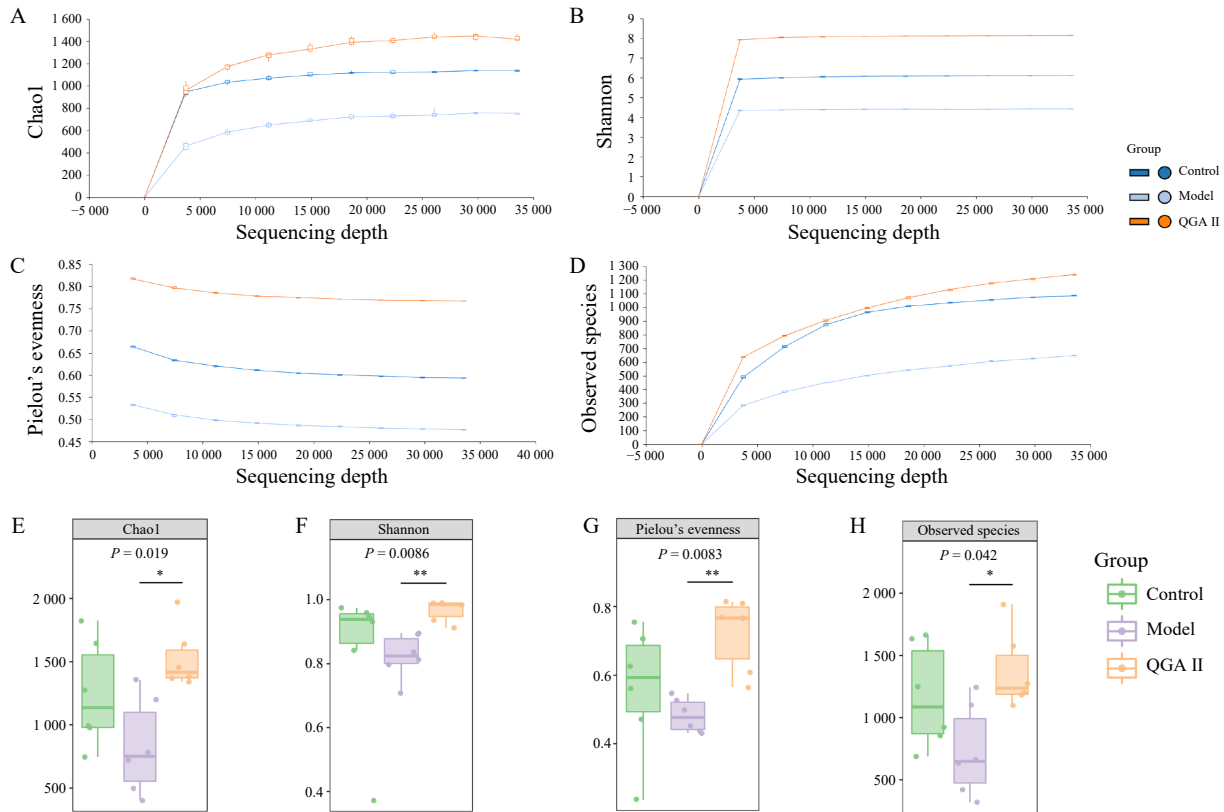 A
Chao1
1 600
1 400
1 200
1 000
800
600
400
200
0
−5 000 0 5 000 10 000 15 000 20 000 25 000 30 000 35 000 40 000
Sequencing depth
B
Shannon
9
8
7
6
5
4
3
2
1
0
−5 000 0 5 000 10 000 15 000 20 000 25 000 30 000 35 000
Sequencing depth
Group
Control
Model
QGA II
C
Pielou's evenness
0.85
0.80
0.75
0.70
0.65
0.60
0.55
0.50
0.45
0 5 000 10 000 15 000 20 000 25 000 30 000 35 000 40 000
Sequencing depth
D
Observed species
1 300
1 200
1 100
1 000
900
800
700
600
500
400
300
200
100
0
−5 000 0 5 000 10 000 15 000 20 000 25 000 30 000 35 000
Sequencing depth
E
Chao1
P = 0.019
*
2 000
1 500
1 000
500
F
Shannon
P = 0.0086
**
1.0
0.8
0.6
0.4
G
Pielou's evenness
P = 0.0083
**
0.8
0.6
0.4
H
Observed species
P = 0.042
*
2 000
1 500
1 000
500
Group
Control
Model
QGA II